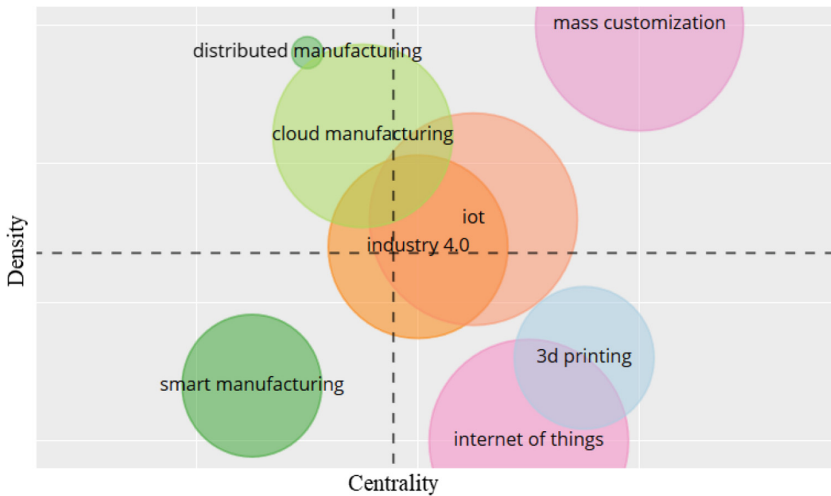 mass customization
distributed manufacturing
cloud manufacturing
iot
industry 4.0
3d printing
smart manufacturing
internet of things
Density
Centrality